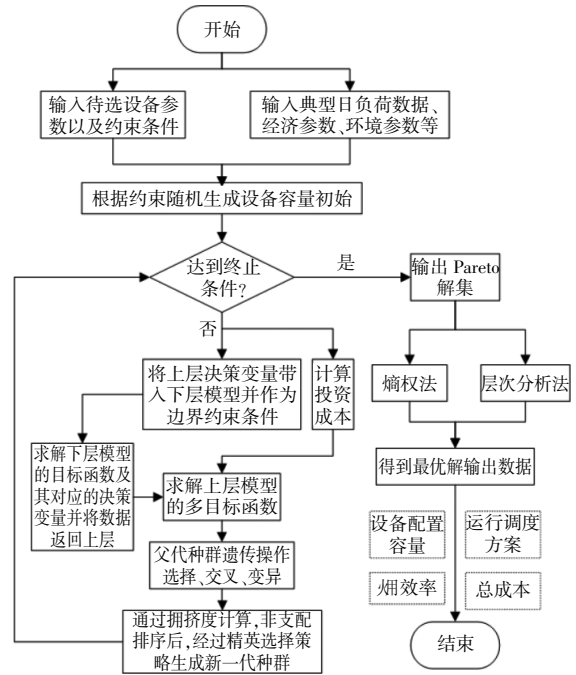 开始
输入待选设备参
数以及约束条件
输入典型日负荷数据、
经济参数、环境参数等
根据约束随机生成设备容量初始
达到终止
条件?
是
否
输出 Pareto
解集
将上层决策变量带
入下层模型并作为
边界约束条件
计算
投资
成本
熵权法
层次分析法
求解下层模型
的目标函数及
其对应的决策
变量并将数据
返回上层
求解上层模型
的多目标函数
得到最优解输出数据
父代种群遗传操作
选择、交叉、变异
设备配置
容量
运行调度
方案
㶲效率
总成本
通过拥挤度计算,非支配
排序后,经过精英选择策
略生成新一代种群
结束